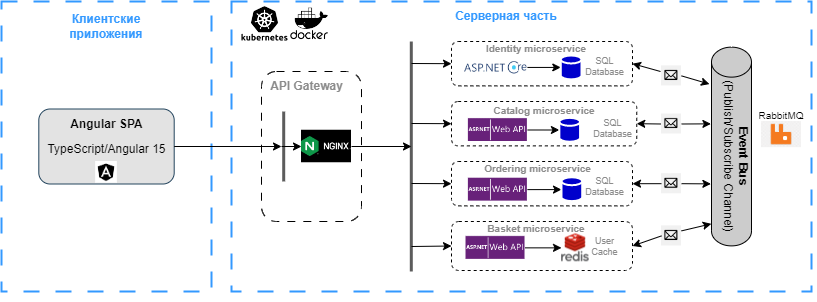 Клиентские
приложения
Серверная часть
kubernetes
docker
API Gateway
Angular SPA
TypeScript/Angular 15
A
N
NGINX
Identity microservice
ASP.NET Core
SQL
Database
Catalog microservice
ASP.NET
Web API
SQL
Database
Ordering microservice
ASP.NET
Web API
SQL
Database
Basket microservice
ASP.NET
Web API
redis
User
Cache
Event Bus
(Publish/Subscribe Channel)
RabbitMQ